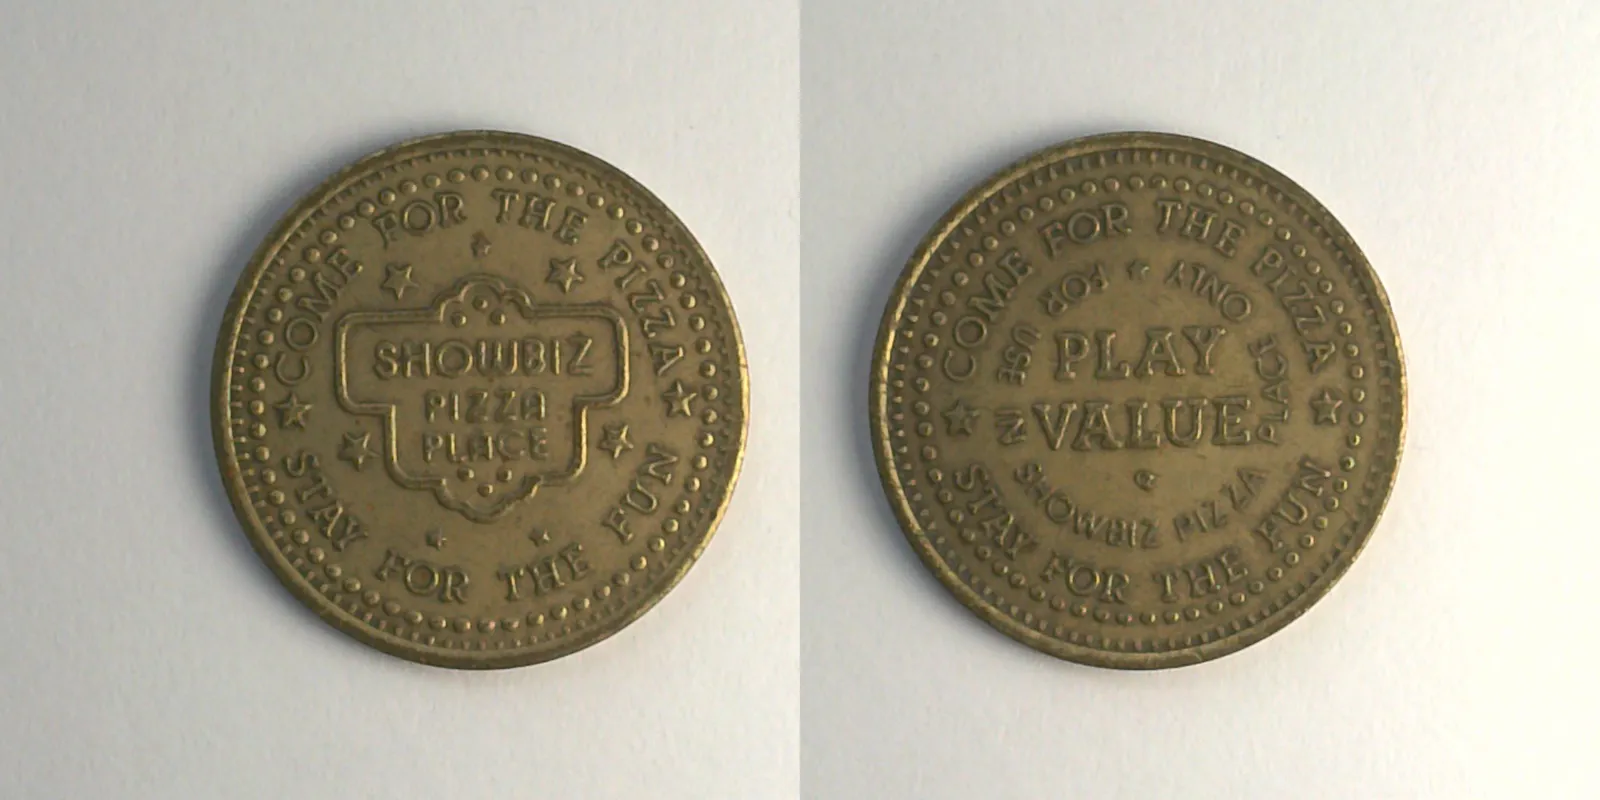 COME FOR THE PIZZA
SHOWBIZ
PIZZA
PLACE
STAY FOR THE FUN
COME FOR THE PIZZA
FOR USE ONLY
PLAY
VALUE
IN SHOWBIZ PIZZA PLACE
STAY FOR THE FUN